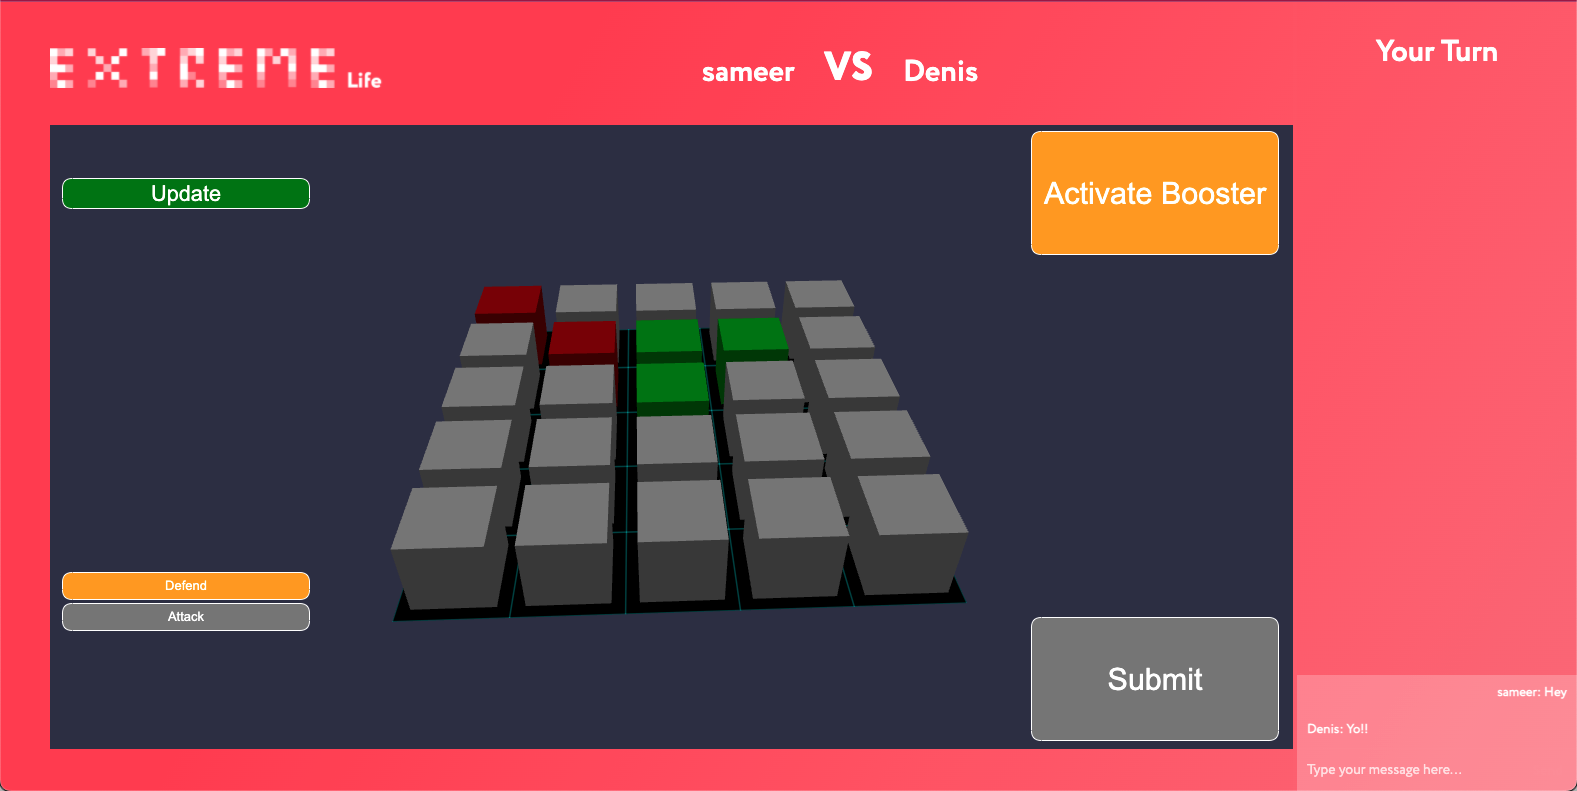 EXTREME Life
sameer VS Denis
Your Turn
Update
Activate Booster
Defend
Attack
Submit
sameer: Hey
Denis: Yo!!
Type your message here...